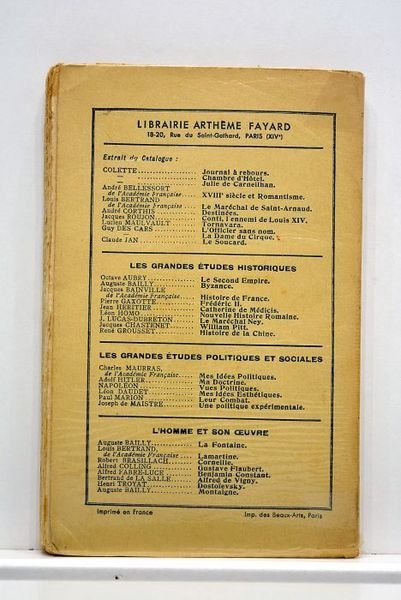 LIBRAIRIE ARTHÈME FAYARD
18-20, Rue du Saint-Gothard, PARIS (XIVe)
Extrait du Catalogue :
COLETTE .......... Journal à rebours.
— .......... Chambre d'Hôtel.
— .......... Julie de Carneilhan.
André BELLESSORT
de l'Académie Française .... XVIIIe siècle et Romantisme.
Louis BERTRAND
de l'Académie Française .... Le Maréchal de Saint-Arnaud.
André CORTHIS .......... Destinées.
Jacques ROUJON .......... Conti, l'ennemi de Louis XIV.
Lucien MAULVAULT .......... Tornavara.
Guy DES CARS .......... L'Officier sans nom.
.......... La Dame du Cirque.
Claude JAN .......... Le Soucard.
LES GRANDES ÉTUDES HISTORIQUES
Octave AUBRY .......... Le Second Empire.
Auguste BAILLY .......... Byzance.
Jacques BAINVILLE
de l'Académie Française .... Histoire de France.
Pierre GAXOTTE .......... Frédéric II.
Jean HÉRITIER .......... Catherine de Médicis.
Léon HOMO .......... Nouvelle Histoire Romaine.
J. LUCAS-DUBRETON .......... Le Maréchal Ney.
Jacques CHASTENET .......... William Pitt.
René GROUSSET .......... Histoire de la Chine.
LES GRANDES ÉTUDES POLITIQUES ET SOCIALES
Charles MAURRAS,
de l'Académie Française .... Mes Idées Politiques.
Adolf HITLER .......... Ma Doctrine.
NAPOLÉON .......... Vues Politiques.
Léon DAUDET .......... Mes Idées Esthétiques.
Paul MARION .......... Leur Combat.
Joseph de MAISTRE .......... Une politique expérimentale.
L'HOMME ET SON ŒUVRE
Auguste BAILLY .......... La Fontaine.
Louis BERTRAND,
de l'Académie Française .... Lamartine.
Robert BRASILLACH .......... Corneille.
Alfred COLLING .......... Gustave Flaubert.
Alfred FABRE-LUCE .......... Benjamin Constant.
Bertrand de LA SALLE .......... Alfred de Vigny.
Henri TROYAT .......... Dostoïevsky.
Auguste BAILLY .......... Montaigne.
Imprimé en France Imp. des Beaux-Arts, Paris